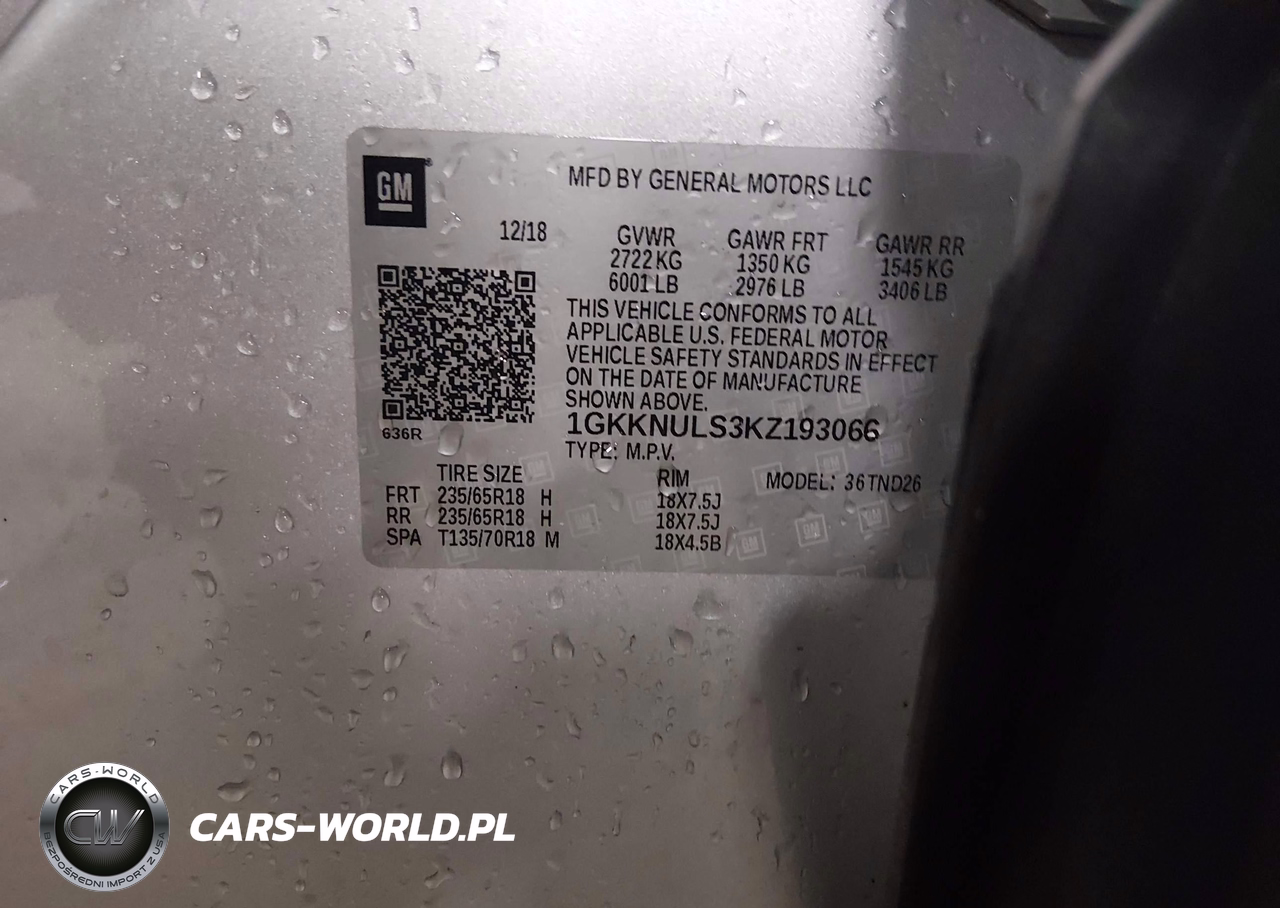 GM
MFD BY GENERAL MOTORS LLC
12/18 GVWR GAWR FRT GAWR RR
2722 KG 1350 KG 1545 KG
6001 LB 2976 LB 3406 LB
THIS VEHICLE CONFORMS TO ALL
APPLICABLE U.S. FEDERAL MOTOR
VEHICLE SAFETY STANDARDS IN EFFECT
ON THE DATE OF MANUFACTURE
SHOWN ABOVE.
636R
1GKKNULS3KZ193066
TYPE: M.P.V.
TIRE SIZE RIM MODEL: 36TND26
FRT 235/65R18 H 18X7.5J
RR 235/65R18 H 18X7.5J
SPA T135/70R18 M 18X4.5B
CARS-WORLD
CW
BEZPOŚREDNI IMPORT Z USA
CARS-WORLD.PL